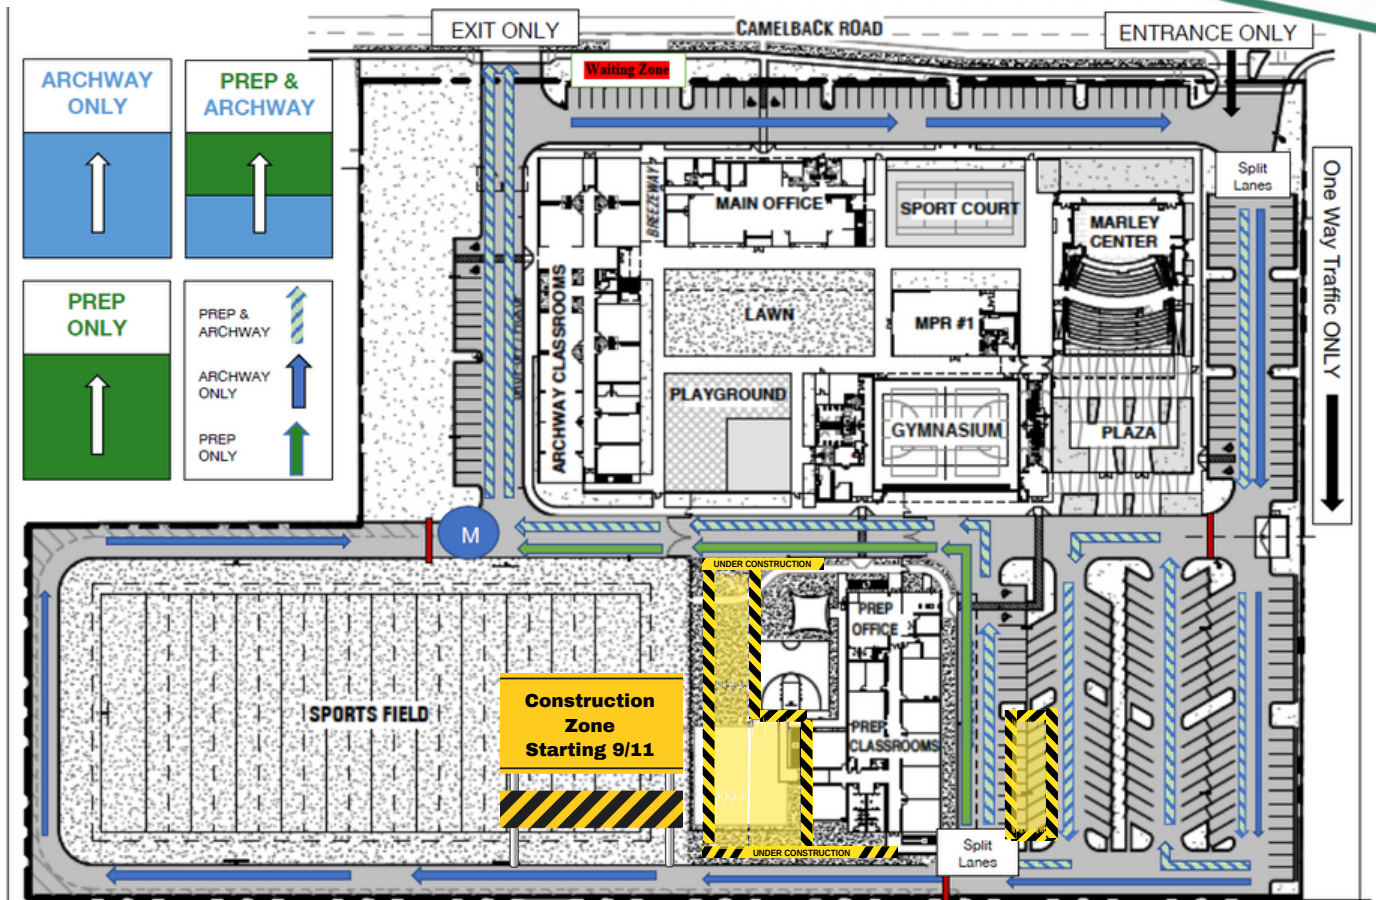 EXIT ONLY
CAMELBACK ROAD
ENTRANCE ONLY
Waiting Zone
ARCHWAY
ONLY
PREP &
ARCHWAY
PREP
ONLY
PREP &
ARCHWAY
ARCHWAY
ONLY
PREP
ONLY
Split
Lanes
One Way Traffic ONLY
BREEZEWAY
MAIN OFFICE
SPORT COURT
MARLEY
CENTER
ARCHWAY CLASSROOMS
LAWN
MPR #1
PLAYGROUND
GYMNASIUM
PLAZA
M
UNDER CONSTRUCTION
PREP
OFFICE
SPORTS FIELD
Construction
Zone
Starting 9/11
PREP
CLASSROOMS
UNDER CONSTRUCTION
Split
Lanes